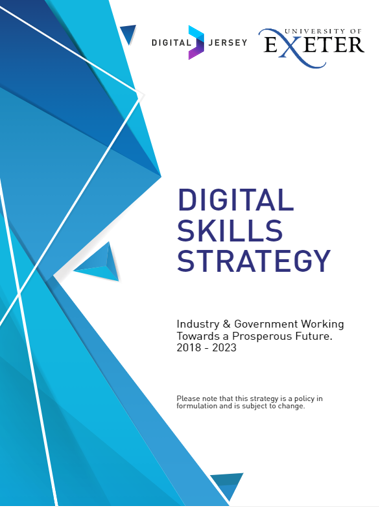 DIGITAL JERSEY
UNIVERSITY OF
EXETER
DIGITAL
SKILLS
STRATEGY
Industry & Government Working
Towards a Prosperous Future.
2018 - 2023
Please note that this strategy is a policy in
formulation and is subject to change.